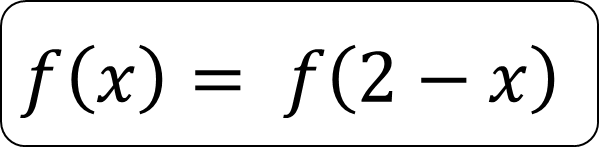 f(x) = f(2 − x)